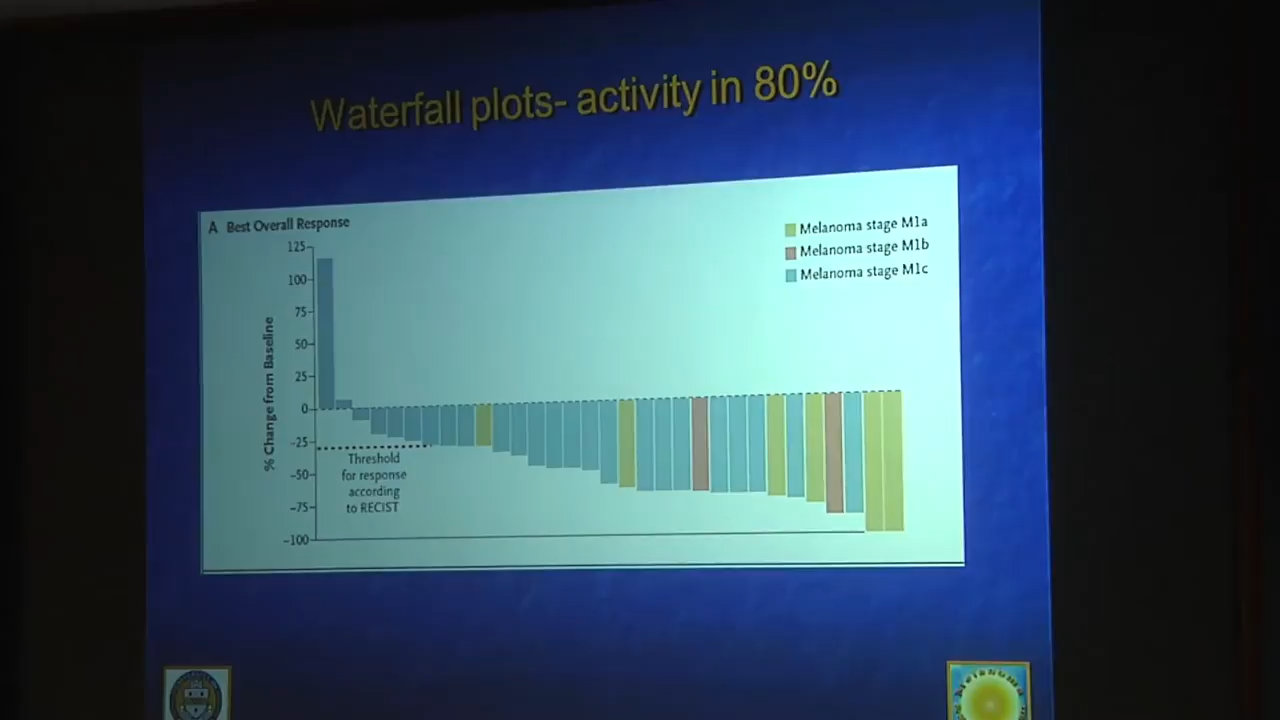 Waterfall plots- activity in 80%
A Best Overall Response
Melanoma stage M1a
Melanoma stage M1b
Melanoma stage M1c
% Change from Baseline
125
100
75
50
25
0
-25
-50
-75
-100
Threshold
for response
according
to RECIST